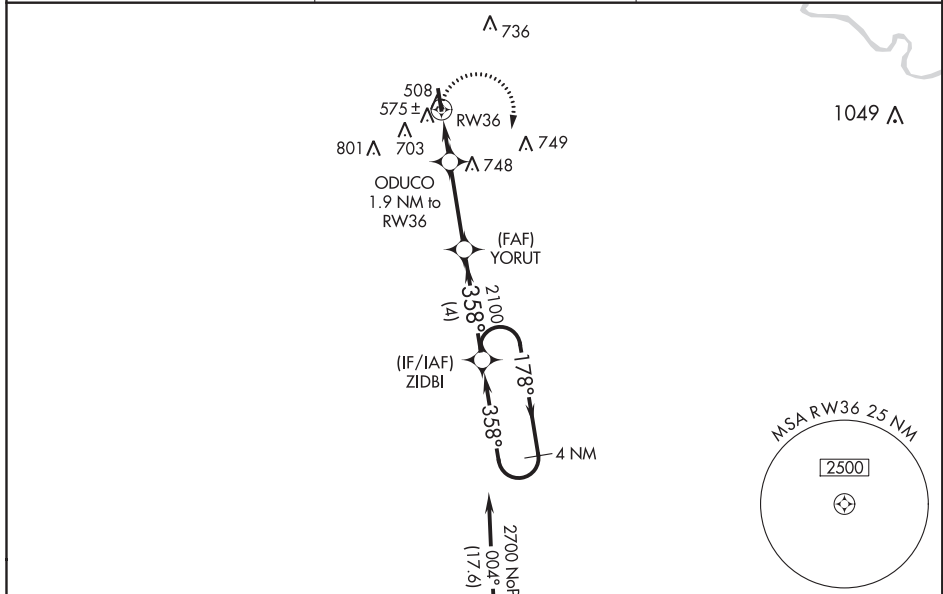 736
508
575 ±
RW36
1049
801
703
749
748
ODUCO
1.9 NM to
RW36
(FAF)
YORUT
2100
358°
(4)
(IF/IAF)
ZIDBI
178°
358°
4 NM
MSA RW36 25 NM
2500
2700
004°
(17.6)